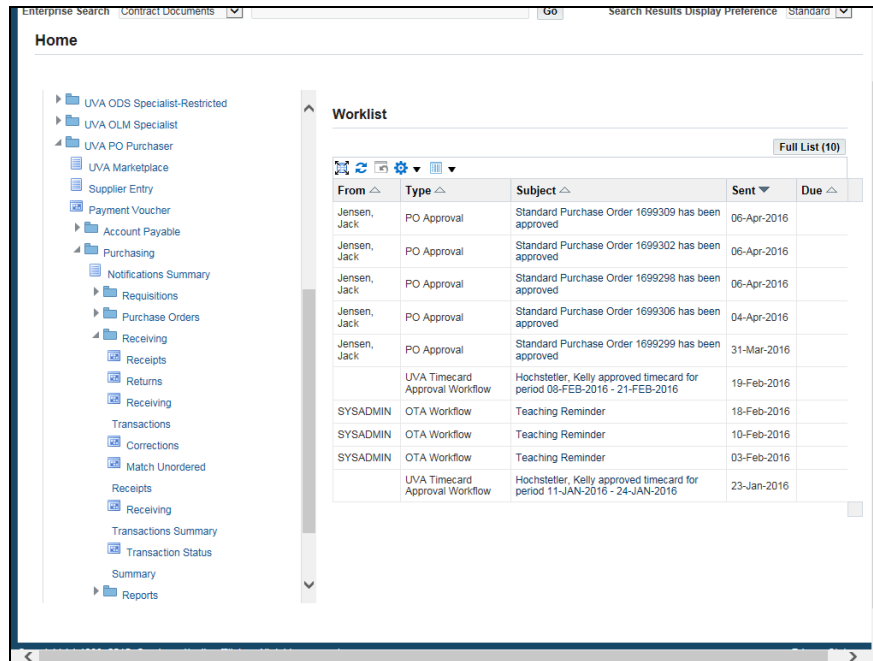 Enterprise Search Contract Documents Go Search Results Display Preference Standard
Home
UVA ODS Specialist-Restricted
UVA OLM Specialist
UVA PO Purchaser
UVA Marketplace
Supplier Entry
Payment Voucher
Account Payable
Purchasing
Notifications Summary
Requisitions
Purchase Orders
Receiving
Receipts
Returns
Receiving
Transactions
Corrections
Match Unordered
Receipts
Receiving
Transactions Summary
Transaction Status
Summary
Reports
Worklist
Full List (10)
From Type Subject Sent Due
Jensen, Jack PO Approval Standard Purchase Order 1699309 has been approved 06-Apr-2016
Jensen, Jack PO Approval Standard Purchase Order 1699302 has been approved 06-Apr-2016
Jensen, Jack PO Approval Standard Purchase Order 1699298 has been approved 06-Apr-2016
Jensen, Jack PO Approval Standard Purchase Order 1699306 has been approved 04-Apr-2016
Jensen, Jack PO Approval Standard Purchase Order 1699299 has been approved 31-Mar-2016
UVA Timecard Approval Workflow Hochstetler, Kelly approved timecard for period 08-FEB-2016 - 21-FEB-2016 19-Feb-2016
SYSADMIN OTA Workflow Teaching Reminder 18-Feb-2016
SYSADMIN OTA Workflow Teaching Reminder 10-Feb-2016
SYSADMIN OTA Workflow Teaching Reminder 03-Feb-2016
UVA Timecard Approval Workflow Hochstetler, Kelly approved timecard for period 11-JAN-2016 - 24-JAN-2016 23-Jan-2016